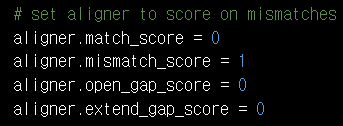 # set aligner to score on mismatches
aligner.match_score = 0
aligner.mismatch_score = 1
aligner.open_gap_score = 0
aligner.extend_gap_score = 0